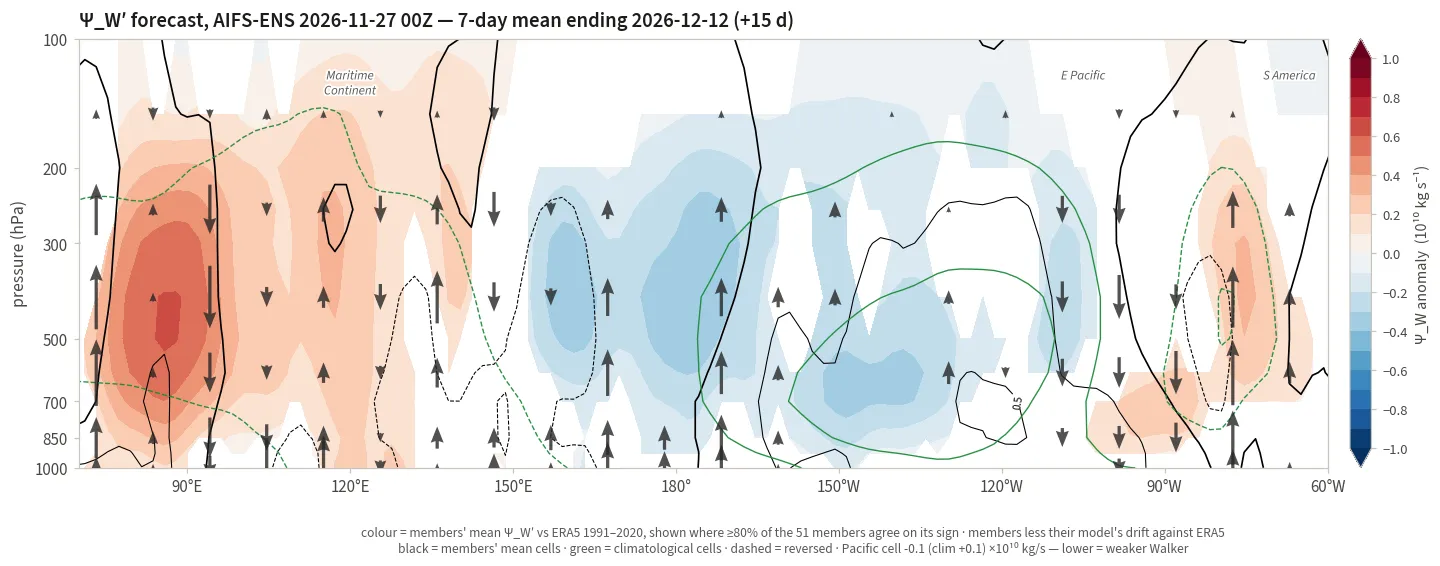 Ψ_W′ forecast, AIFS-ENS 2026-11-27 00Z — 7-day mean ending 2026-12-12 (+15 d)
100
200
300
400
500
700
850
1000
pressure (hPa)
Maritime
Continent
E Pacific
S America
0.5
90°E
120°E
150°E
180°
150°W
120°W
90°W
60°W
1.0
0.8
0.6
0.4
0.2
0.0
−0.2
−0.4
−0.6
−0.8
−1.0
Ψ_W anomaly (10¹⁰ kg s⁻¹)
colour = members' mean Ψ_W′ vs ERA5 1991–2020, shown where ≥80% of the 51 members agree on its sign · members less their model's drift against ERA5
black = members' mean cells · green = climatological cells · dashed = reversed · Pacific cell -0.1 (clim +0.1) ×10¹⁰ kg/s — lower = weaker Walker